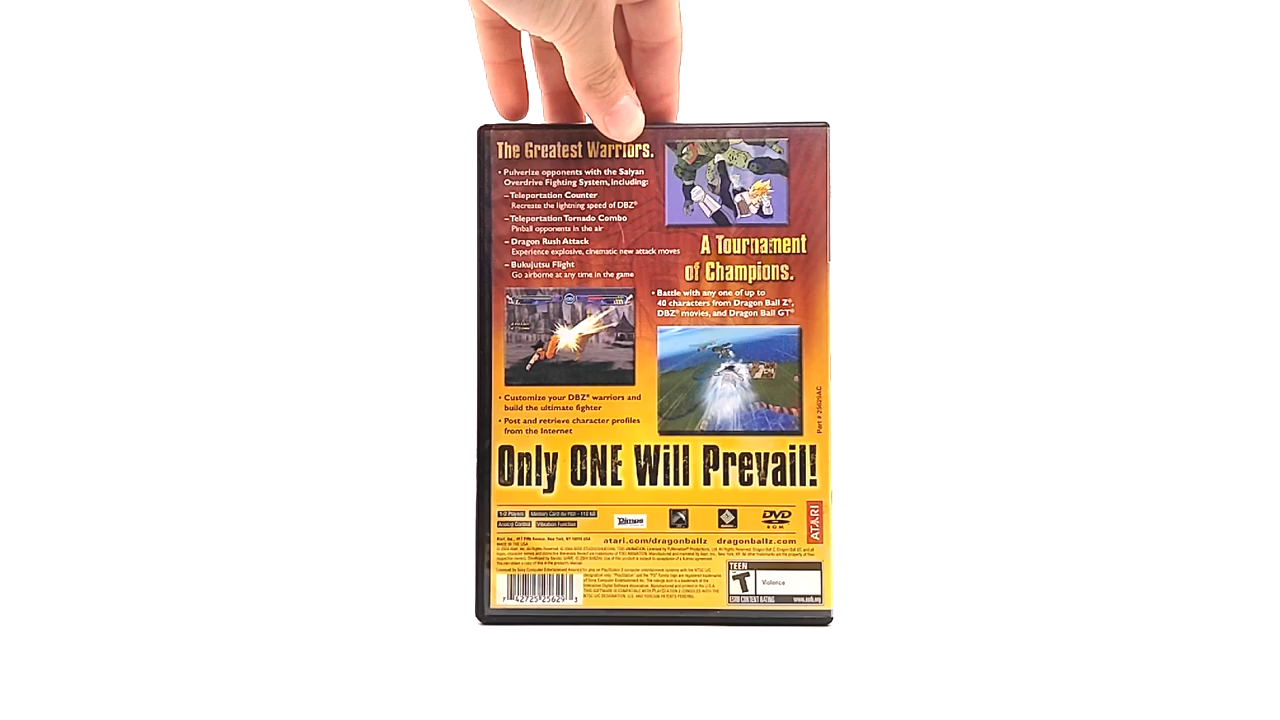 The Greatest Warriors.
• Pulverize opponents with the Saiyan
Overdrive Fighting System, Including:
– Teleportation Counter
Recreate the lightning speed of DBZ®
– Teleportation Tornado Combo
Pinball opponents in the air
– Dragon Rush Attack
Experience explosive, cinematic new attack moves
– Bukujutsu Flight
Go airborne at any time in the game
A Tournament
of Champions.
• Battle with any one of up to
40 characters from Dragon Ball Z®,
DBZ® movies, and Dragon Ball GT®
• Customize your DBZ® warriors and
build the ultimate fighter
• Post and retrieve character profiles
from the Internet
Part # 25629AC
Only ONE Will Prevail!
1-2 Players
Analog Control
Vibration Function
Dimps
DVD
ROM
ATARI
MADE IN THE USA
atari.com/dragonballz dragonballz.com
TEEN
T
Violence
ESRB CONTENT RATING www.esrb.org
7 42725 25629 3